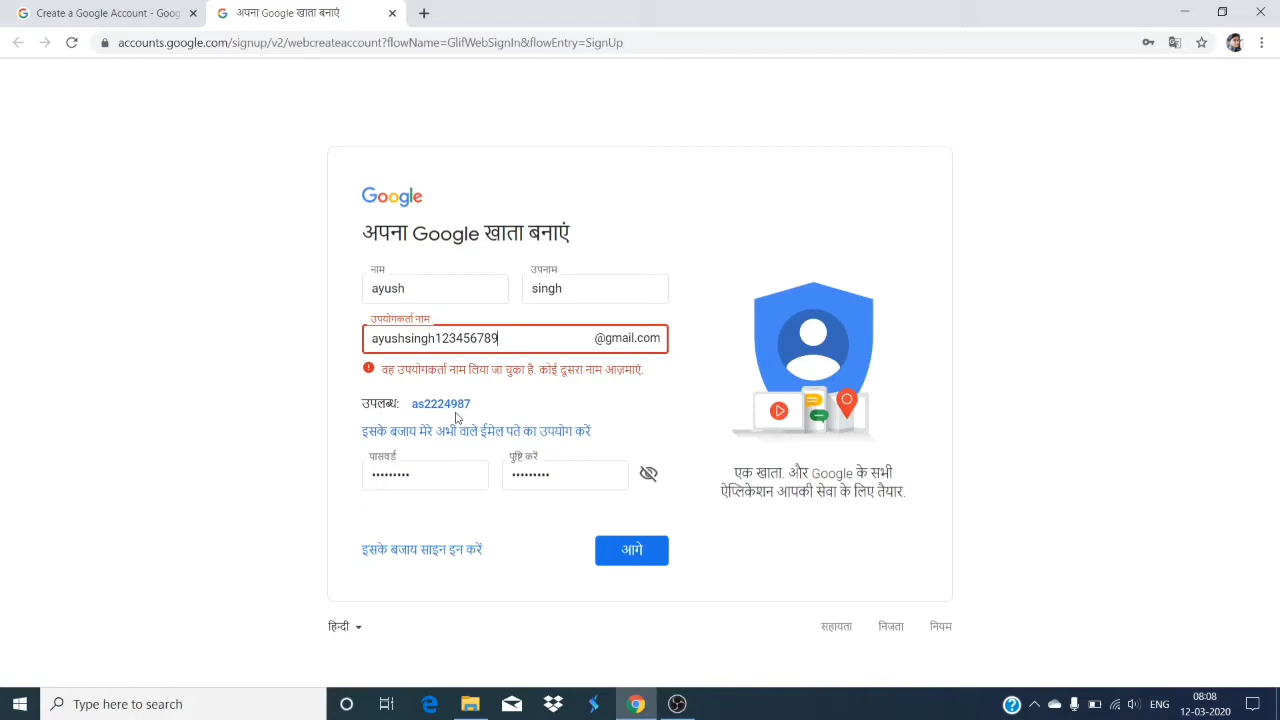 Create a Google Account - Goog
अपना Google खाता बनाएं
accounts.google.com/signup/v2/webcreateaccount?flowName=GlifWebSignIn&flowEntry=SignUp
Google
अपना Google खाता बनाएं
नाम
उपनाम
ayush
singh
उपयोगकर्ता नाम
ayushsingh123456789
@gmail.com
वह उपयोगकर्ता नाम लिया जा चुका है. कोई दूसरा नाम आज़माएं.
उपलब्ध: as2224987
इसके बजाय मेरे अभी वाले ईमेल पते का उपयोग करें
पासवर्ड
पुष्टि करें
•••••••••
•••••••••
एक खाता. और Google के सभी
ऐप्लिकेशन आपकी सेवा के लिए तैयार.
इसके बजाय साइन इन करें
आगे
हिन्दी
सहायता
निजता
नियम
Type here to search
ENG
08:08
12-03-2020